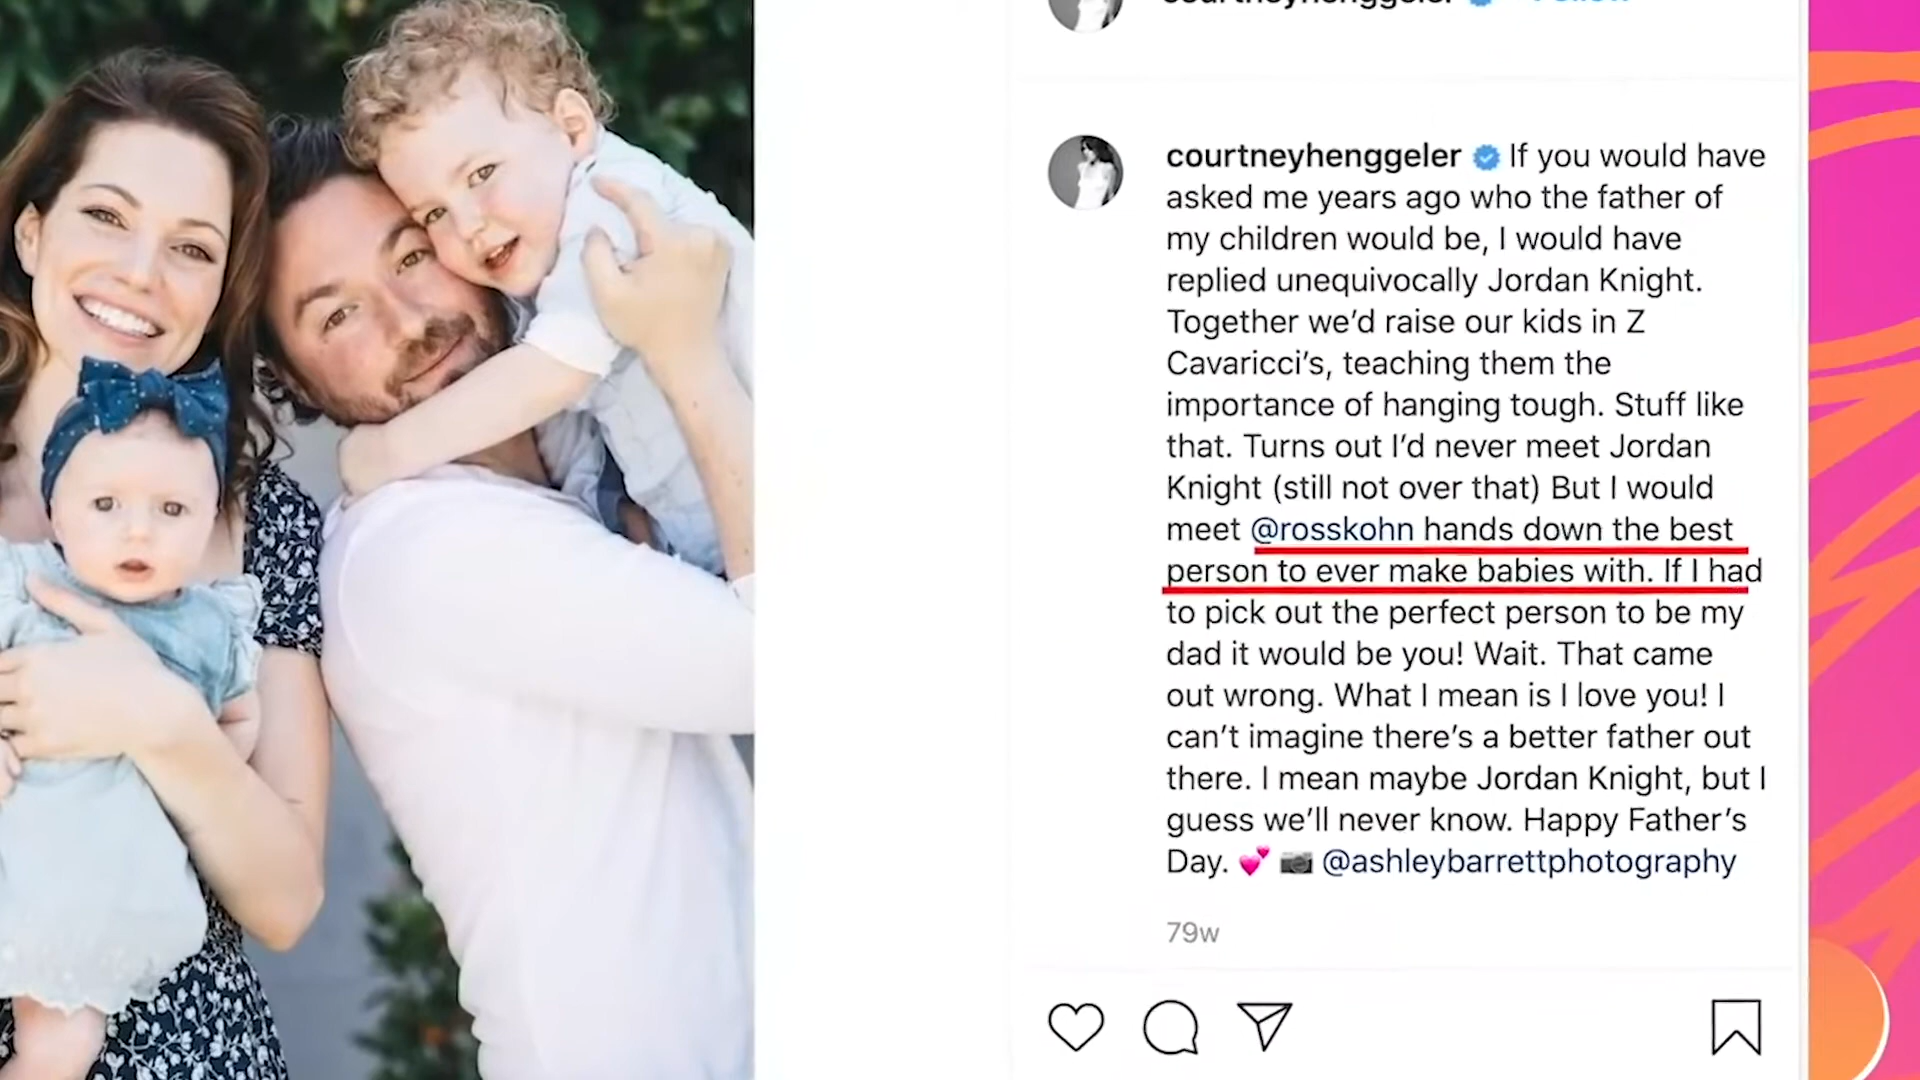 courtneyhenggeler Follow
courtneyhenggeler If you would have
asked me years ago who the father of
my children would be, I would have
replied unequivocally Jordan Knight.
Together we’d raise our kids in Z
Cavaricci’s, teaching them the
importance of hanging tough. Stuff like
that. Turns out I’d never meet Jordan
Knight (still not over that) But I would
meet @rosskohn hands down the best
person to ever make babies with. If I had
to pick out the perfect person to be my
dad it would be you! Wait. That came
out wrong. What I mean is I love you! I
can’t imagine there’s a better father out
there. I mean maybe Jordan Knight, but I
guess we’ll never know. Happy Father’s
Day. 💕 📷 @ashleybarrettphotography
79w